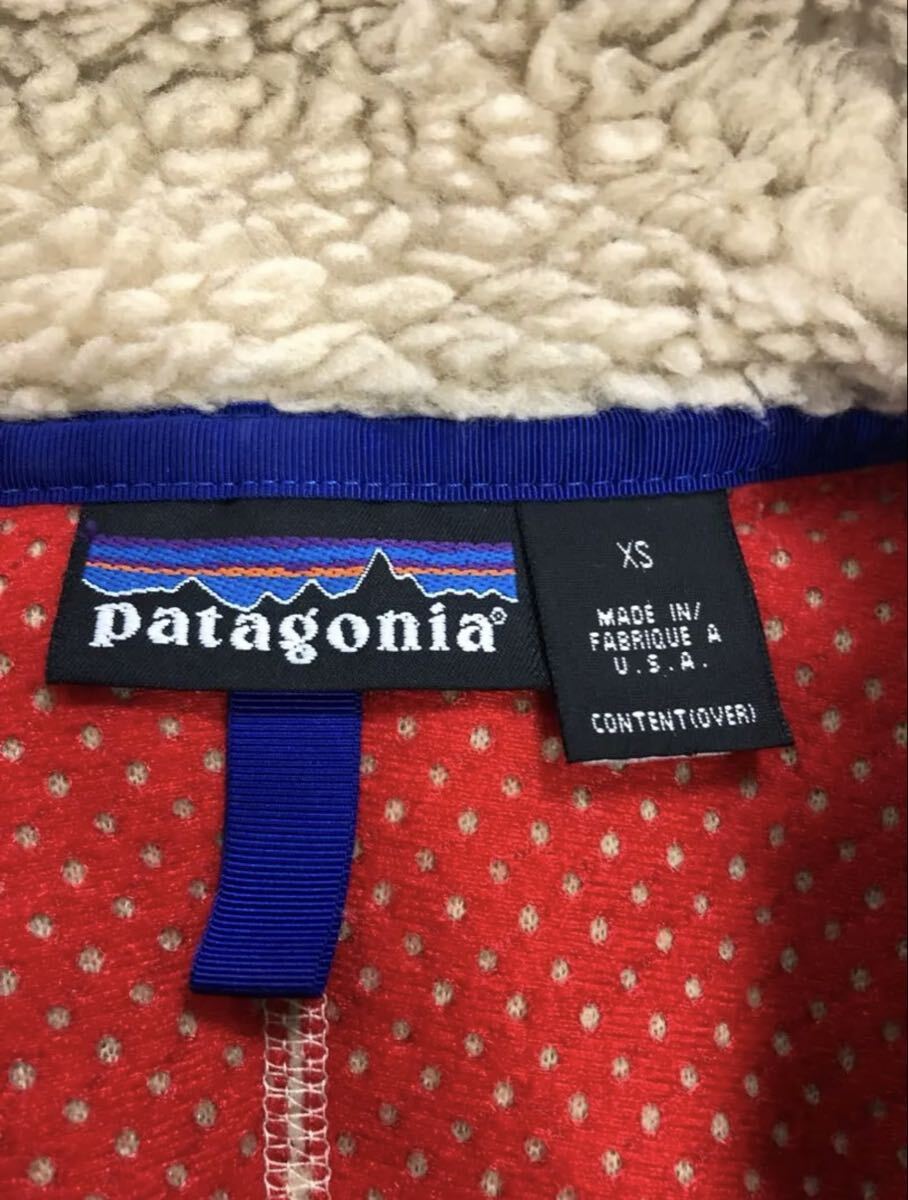 patagonia®
XS
MADE IN/
FABRIQUE A
U.S.A.
CONTENT(OVER)